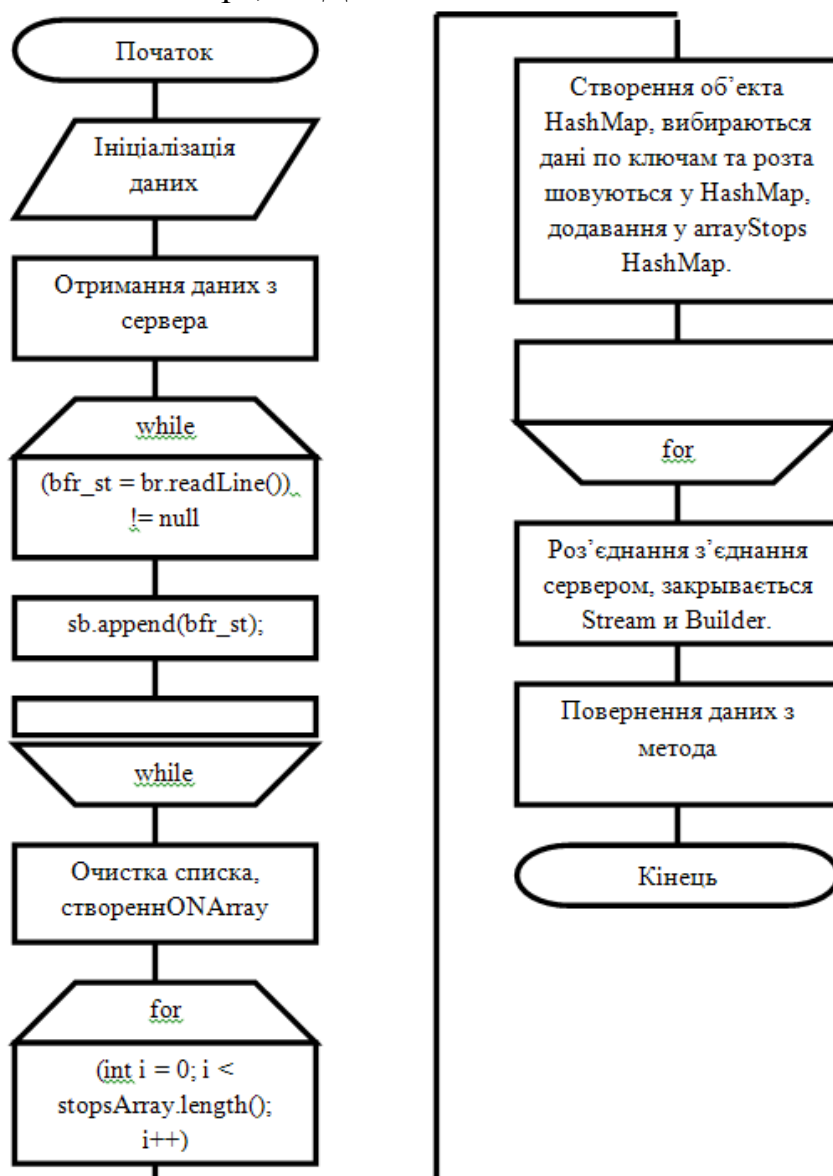 Початок
Ініціалізація
даних
Отримання даних з
сервера
while
(bfr_st = br.readLine())
!= null
sb.append(bfr_st);
while
Очистка списка,
створеннONArray
for
(int i = 0; i <
stopsArray.length();
i++)
Створення об’екта
HashMap, вибираються
дані по ключам та розта
шовуються у HashMap,
додавання у arrayStops
HashMap.
for
Роз’єднання з’єднання
сервером, закрывається
Stream и Builder.
Повернення даних з
метода
Кінець